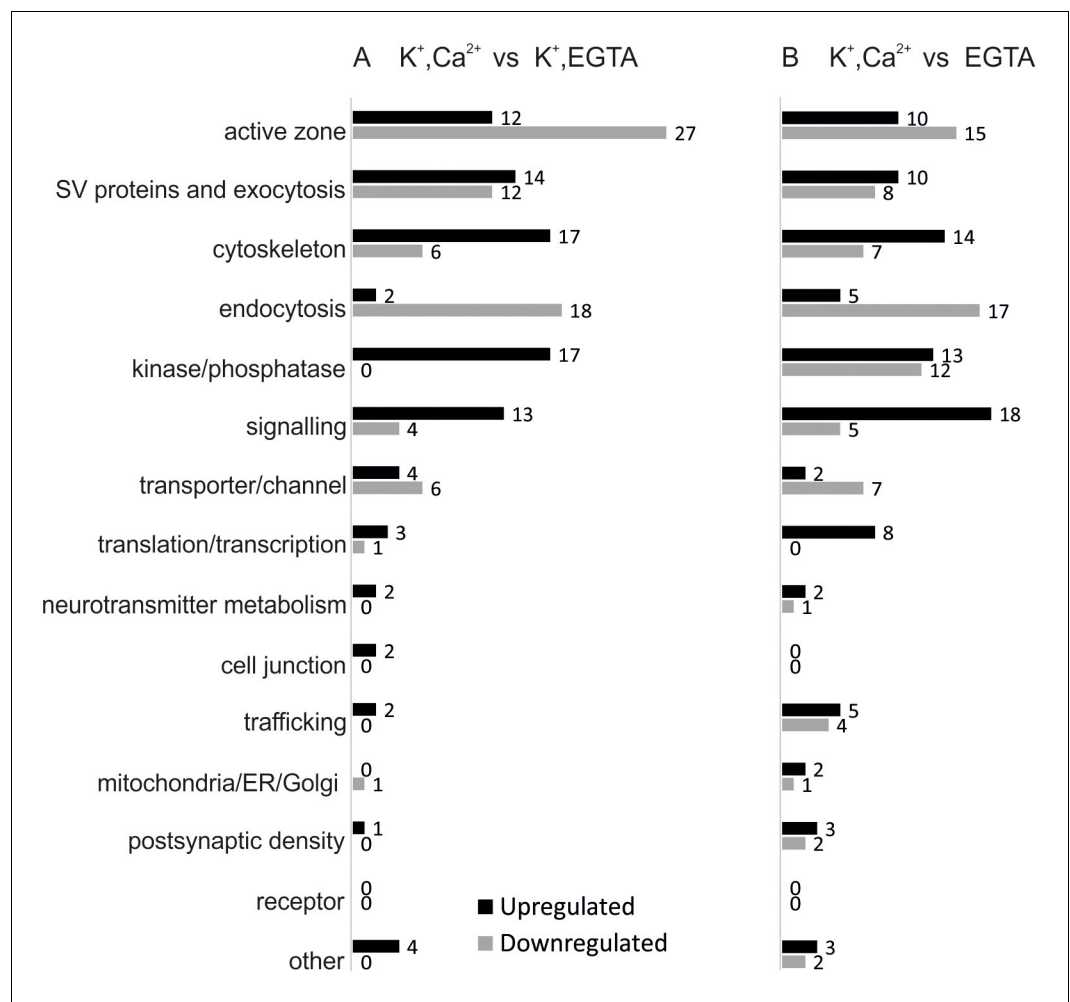 A K⁺,Ca²⁺ vs K⁺,EGTA
B K⁺,Ca²⁺ vs EGTA
active zone 12 27 10 15
SV proteins and exocytosis 14 12 10 8
cytoskeleton 17 6 14 7
endocytosis 2 18 5 17
kinase/phosphatase 17 0 13 12
signalling 13 4 18 5
transporter/channel 4 6 2 7
translation/transcription 3 1 8 0
neurotransmitter metabolism 2 0 2 1
cell junction 2 0 0 0
trafficking 2 0 5 4
mitochondria/ER/Golgi 0 1 2 1
postsynaptic density 1 0 3 2
receptor 0 0 0 0
other 4 0 3 2
Upregulated
Downregulated